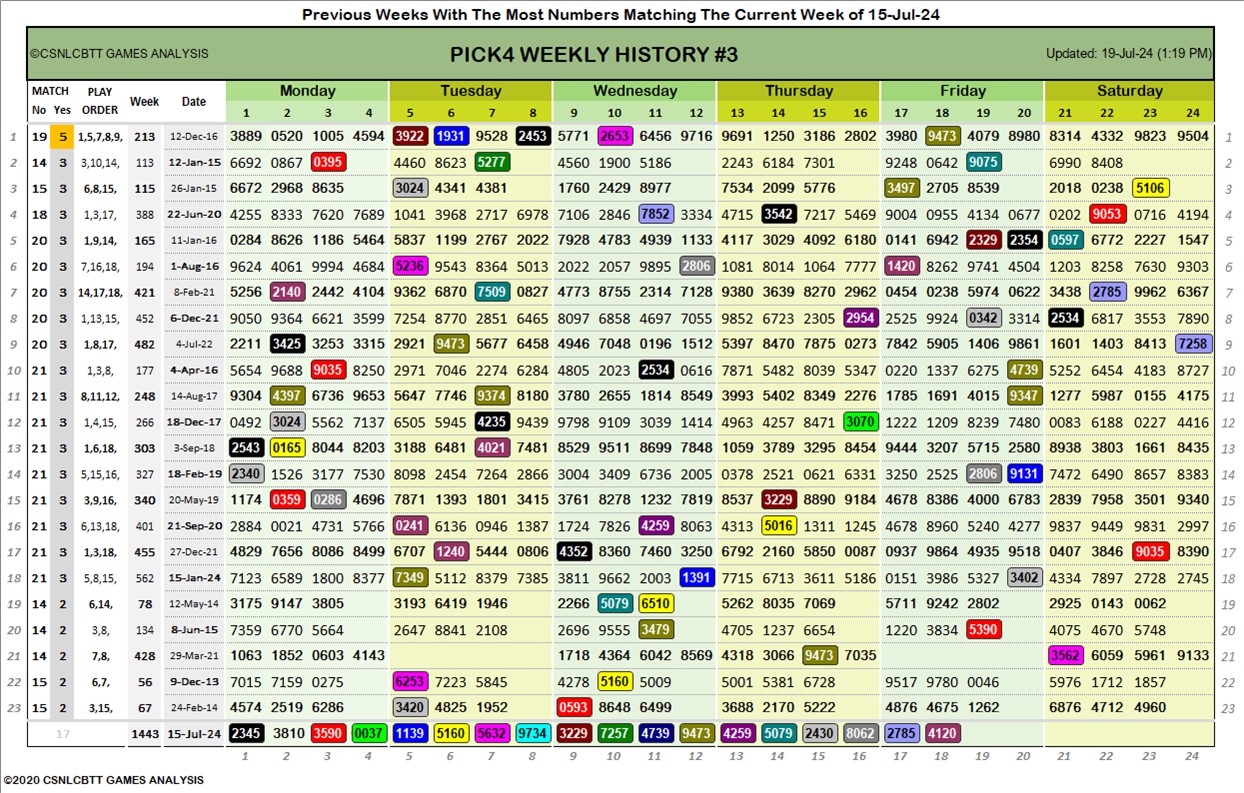 Previous Weeks With The Most Numbers Matching The Current Week of 15-Jul-24
©CSNLCBTT GAMES ANALYSIS PICK4 WEEKLY HISTORY #3 Updated: 19-Jul-24 (1:19 PM)
MATCH PLAY Week Date Monday Tuesday Wednesday Thursday Friday Saturday
No Yes ORDER 1 2 3 4 5 6 7 8 9 10 11 12 13 14 15 16 17 18 19 20 21 22 23 24
1 19 5 1,5,7,8,9, 213 12-Dec-16 3889 0520 1005 4594 3922 1931 9528 2453 5771 2653 6456 9716 9691 1250 3186 2802 3980 9473 4079 8980 8314 4332 9823 9504 1
2 14 3 3,10,14, 113 12-Jan-15 6692 0867 0395 4460 8623 5277 4560 1900 5186 2243 6184 7301 9248 0642 9075 6990 8408 2
3 15 3 6,8,15, 115 26-Jan-15 6672 2968 8635 3024 4341 4381 1760 2429 8977 7534 2099 5776 3497 2705 8539 2018 0238 5106 3
4 18 3 1,3,17, 388 22-Jun-20 4255 8333 7620 7689 1041 3968 2717 6978 7106 2846 7852 3334 4715 3542 7217 5469 9004 0955 4134 0677 0202 9053 0716 4194 4
5 20 3 1,9,14, 165 11-Jan-16 0284 8626 1186 5464 5837 1199 2767 2022 7928 4783 4939 1133 4117 3029 4092 6180 0141 6942 2329 2354 0597 6772 2227 1547 5
6 20 3 7,16,18, 194 1-Aug-16 9624 4061 9994 4684 5236 9543 8364 5013 2022 2057 9895 2806 1081 8014 1064 7777 1420 8262 9741 4504 1203 8258 7630 9303 6
7 20 3 14,17,18, 421 8-Feb-21 5256 2140 2442 4104 9362 6870 7509 0827 4773 8755 2314 7128 9380 3639 8270 2962 0454 0238 5974 0622 3438 2785 9962 6367 7
8 20 3 1,13,15, 452 6-Dec-21 9050 9364 6621 3599 7254 8770 2851 6465 8097 6858 4697 7055 9852 6723 2305 2954 2525 9924 0342 3314 2534 6817 3553 7890 8
9 20 3 1,8,17, 482 4-Jul-22 2211 3425 3253 3315 2921 9473 5677 6458 4946 7048 0196 1512 5397 8470 7875 0273 7842 5905 1406 9861 1601 1403 8413 7258 9
10 21 3 1,3,8, 177 4-Apr-16 5654 9688 9035 8250 2971 7046 2274 6284 4805 2023 2534 0616 7871 5482 8039 5347 0220 1337 6275 4739 5252 6454 4183 8727 10
11 21 3 8,11,12, 248 14-Aug-17 9304 4397 6736 9653 5647 7746 9374 8180 3780 2655 1814 8549 3993 5402 8349 2276 1785 1691 4015 9347 1277 5987 0155 4175 11
12 21 3 1,4,15, 266 18-Dec-17 0492 3024 5562 7137 6505 5945 4235 9439 9798 9109 3039 1414 4963 4257 8471 3070 1222 1209 8239 7480 0083 6188 0227 4416 12
13 21 3 1,6,18, 303 3-Sep-18 2543 0165 8044 8203 3188 6481 4021 7481 8529 9511 8699 7848 1059 3789 3295 8454 9444 3207 5715 2580 8938 3803 1661 8435 13
14 21 3 5,15,16, 327 18-Feb-19 2340 1526 3177 7530 8098 2454 7264 2866 3004 3409 6736 2005 0378 2521 0621 6331 3250 2525 2806 9131 7472 6490 8657 8383 14
15 21 3 3,9,16, 340 20-May-19 1174 0359 0286 4696 7871 1393 1801 3415 3761 8278 1232 7819 8537 3229 8890 9184 4678 8386 4000 6783 2839 7958 3501 9340 15
16 21 3 6,13,18, 401 21-Sep-20 2884 0021 4731 5766 0241 6136 0946 1387 1724 7826 4259 8063 4313 5016 1311 1245 4678 8960 5240 4277 9837 9449 9831 2997 16
17 21 3 1,3,18, 455 27-Dec-21 4829 7656 8086 8499 6707 1240 5444 0806 4352 8360 7460 3250 6792 2160 5850 0087 0937 9864 4935 9518 0407 3846 9035 8390 17
18 21 3 5,8,15, 562 15-Jan-24 7123 6589 1800 8377 7349 5112 8379 7385 3811 9662 2003 1391 7715 6713 3611 5186 0151 3986 5327 3402 4334 7897 2728 2745 18
19 14 2 6,14, 78 12-May-14 3175 9147 3805 3193 6419 1946 2266 5079 6510 5262 8035 7069 5711 9242 2802 2925 0143 0062 19
20 14 2 3,8, 134 8-Jun-15 7359 6770 5664 2647 8841 2108 2696 9555 3479 4705 1237 6654 1220 3834 5390 4075 4670 5748 20
21 14 2 7,8, 428 29-Mar-21 1063 1852 0603 4143 1718 4364 6042 8569 4318 3066 9473 7035 3562 6059 5961 9133 21
22 15 2 6,7, 56 9-Dec-13 7015 7159 0275 6253 7223 5845 4278 5160 5009 5001 5381 6728 9517 9780 0046 5976 1712 1857 22
23 15 2 3,15, 67 24-Feb-14 4574 2519 6286 3420 4825 1952 0593 8648 6499 3688 2170 5222 4876 4675 1262 6876 4712 4960 23
17 1443 15-Jul-24 2345 3810 3590 0037 1139 5160 5632 9734 3229 7257 4739 9473 4259 5079 2430 8062 2785 4120
1 2 3 4 5 6 7 8 9 10 11 12 13 14 15 16 17 18 19 20 21 22 23 24
©2020 CSNLCBTT GAMES ANALYSIS